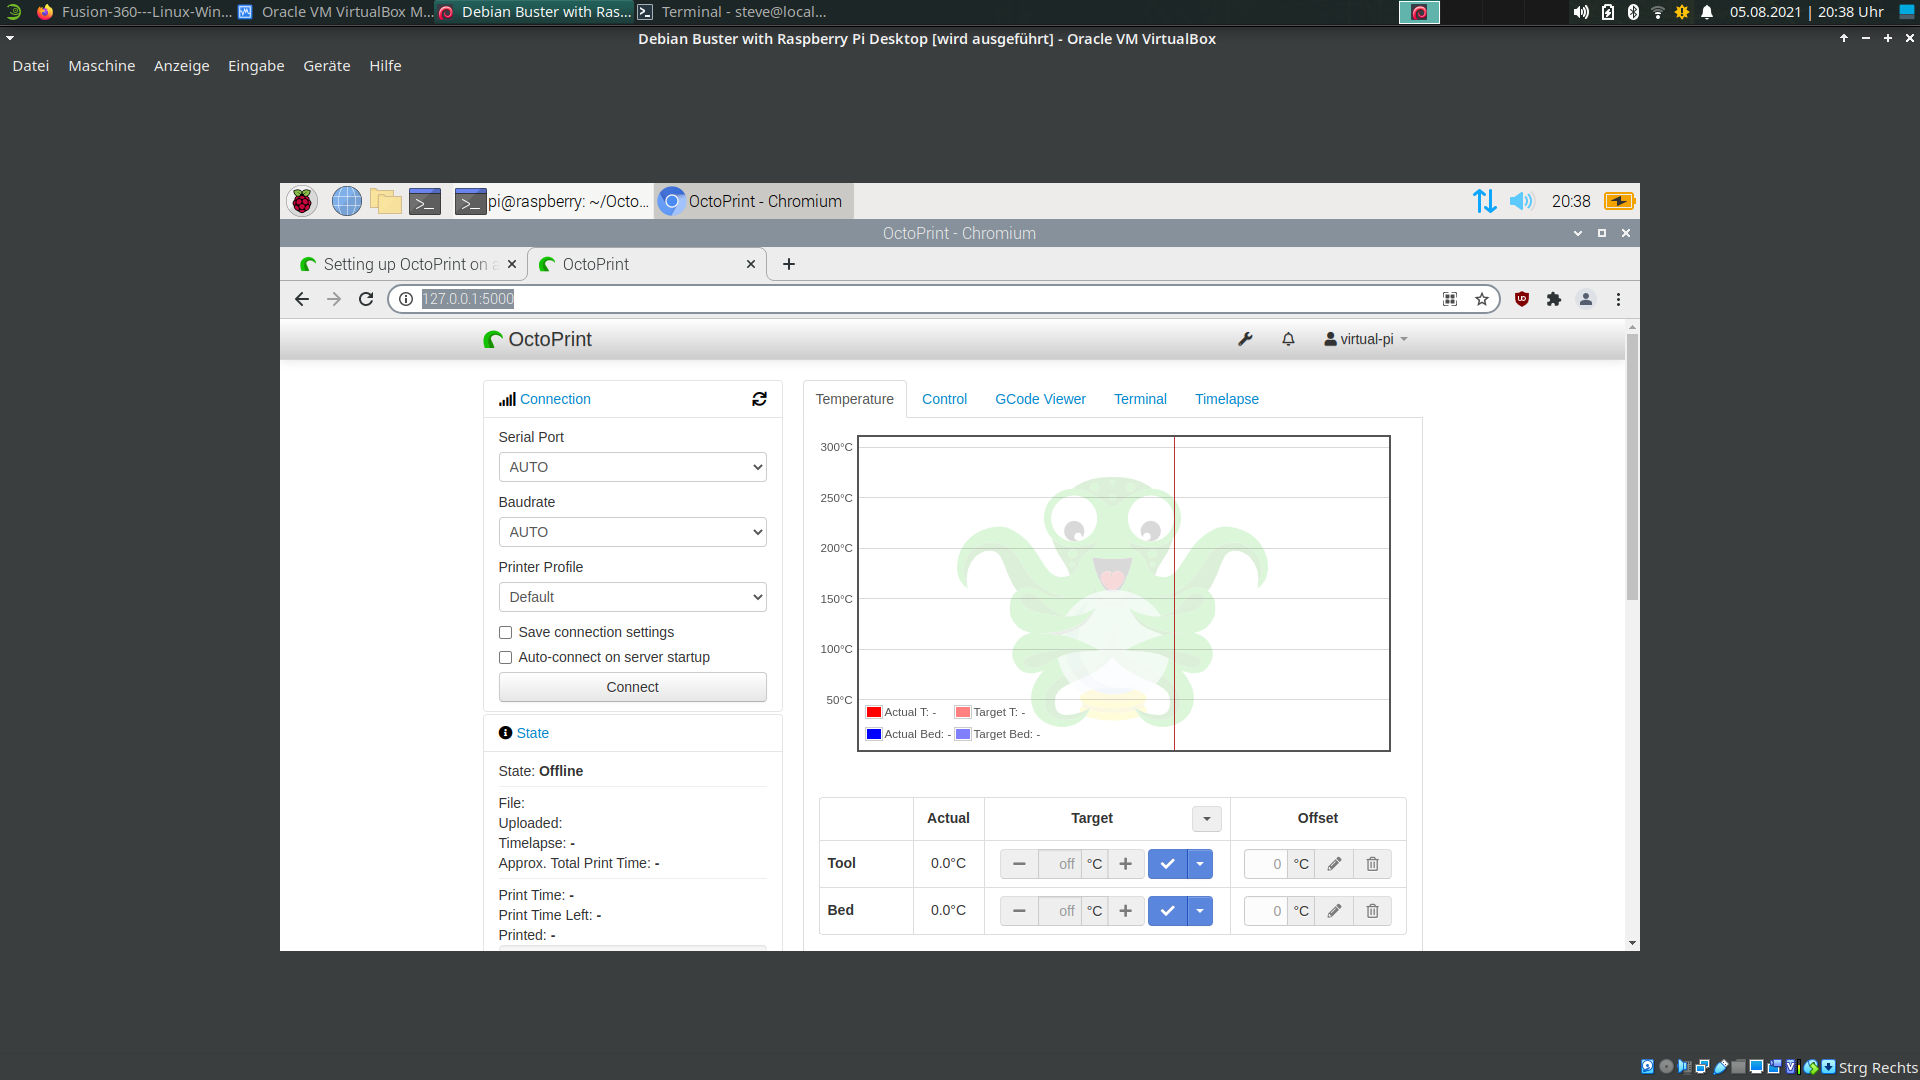 Fusion-360---Linux-Win... Oracle VM VirtualBox M... Debian Buster with Ras... Terminal - steve@local... 05.08.2021 | 20:38 Uhr
Debian Buster with Raspberry Pi Desktop [wird ausgeführt] - Oracle VM VirtualBox
Datei Maschine Anzeige Eingabe Geräte Hilfe
pi@raspberry: ~/Octo... OctoPrint - Chromium 20:38
OctoPrint - Chromium
Setting up OctoPrint on a OctoPrint
127.0.0.1:5000
OctoPrint virtual-pi
Connection
Serial Port
AUTO
Baudrate
AUTO
Printer Profile
Default
Save connection settings
Auto-connect on server startup
Connect
State
State: Offline
File:
Uploaded:
Timelapse: -
Approx. Total Print Time: -
Print Time: -
Print Time Left: -
Printed: -
Temperature Control GCode Viewer Terminal Timelapse
300°C
250°C
200°C
150°C
100°C
50°C
Actual T: - Target T: -
Actual Bed: - Target Bed: -
Actual Target Offset
Tool 0.0°C off °C 0 °C
Bed 0.0°C off °C 0 °C
Strg Rechts